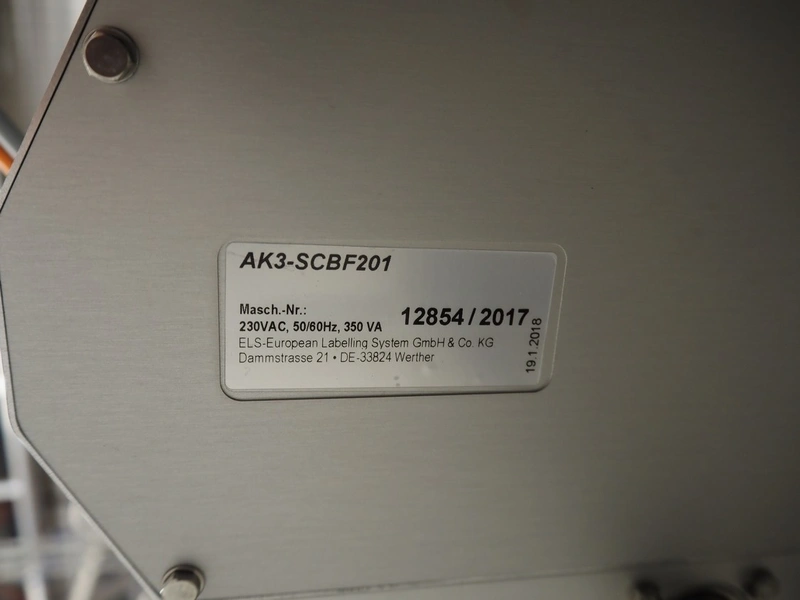 AK3-SCBF201
Masch.-Nr.: 12854 / 2017
230VAC, 50/60Hz, 350 VA
ELS-European Labelling System GmbH & Co. KG
Dammstrasse 21 • DE-33824 Werther
19.1.2018